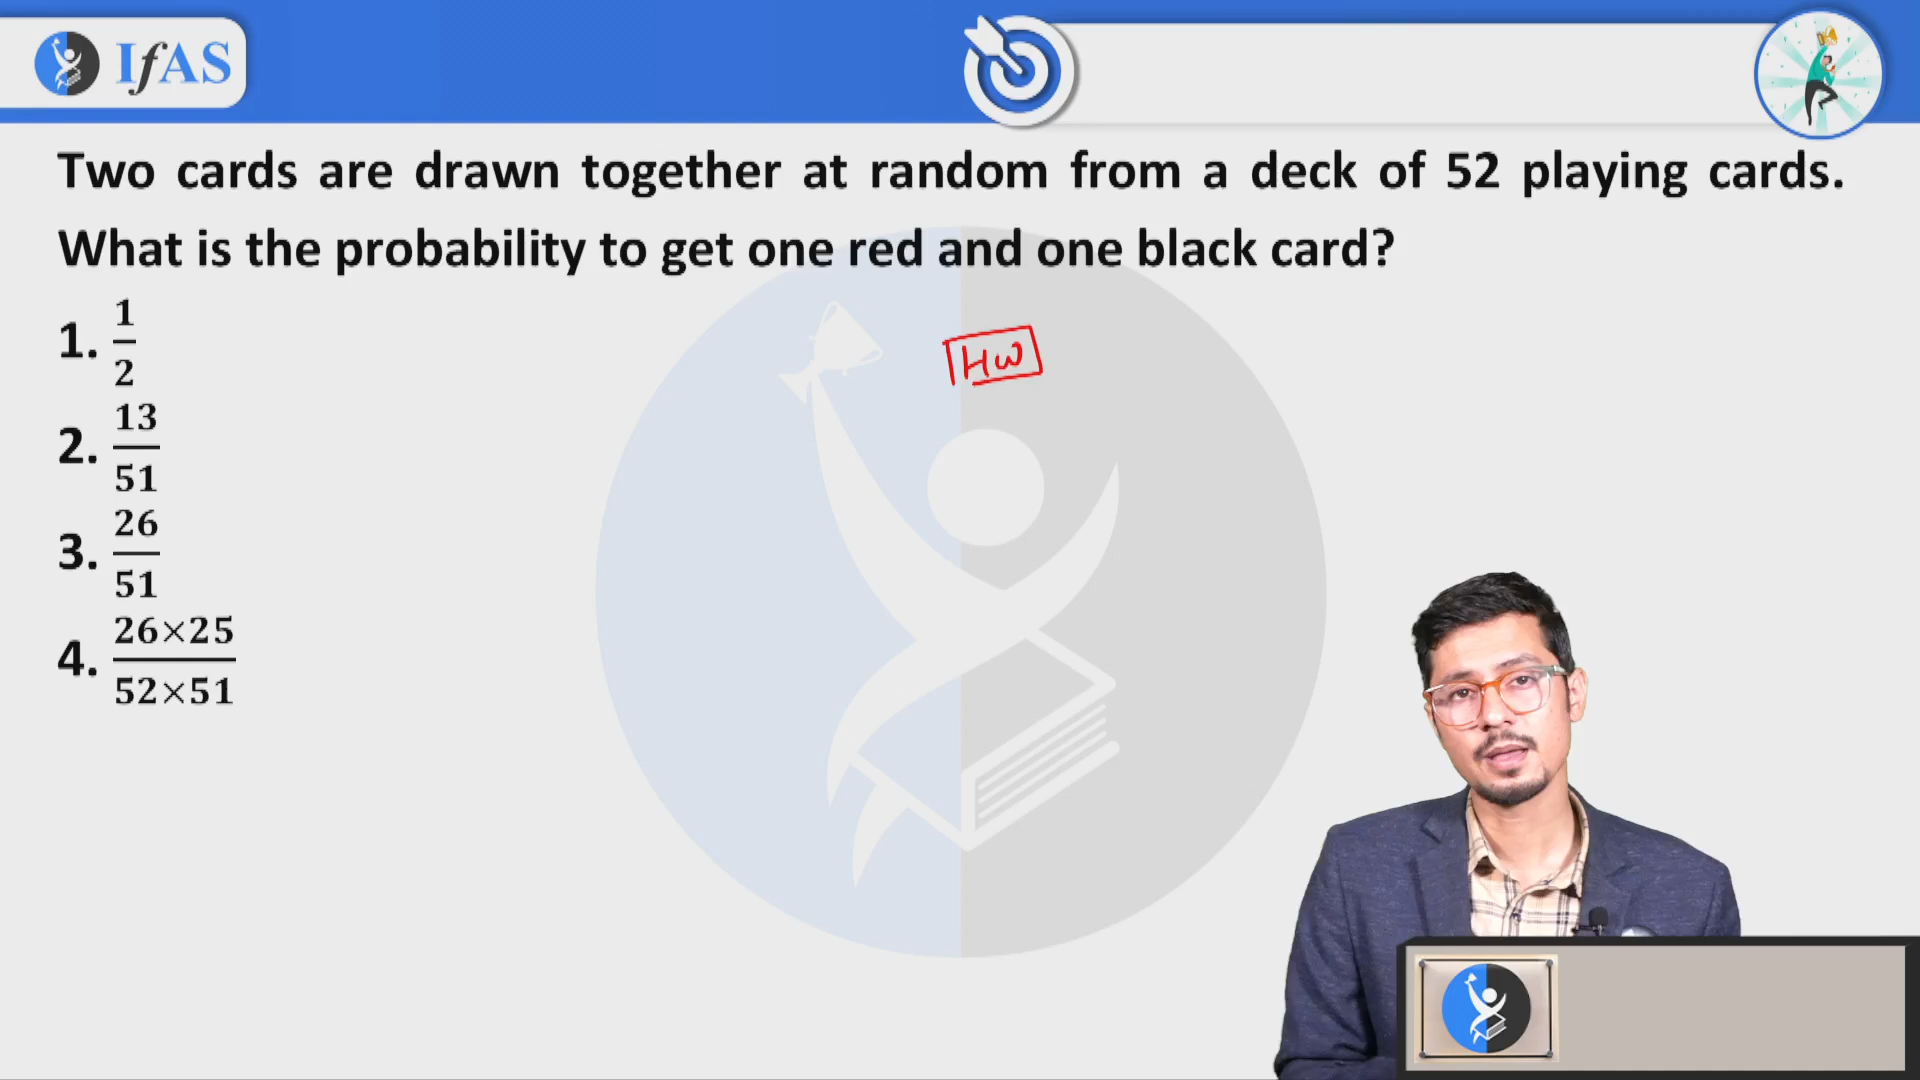 IfAS
Two cards are drawn together at random from a deck of 52 playing cards.
What is the probability to get one red and one black card?
HW
1. 1/2
2. 13/51
3. 26/51
4. 26×25/52×51